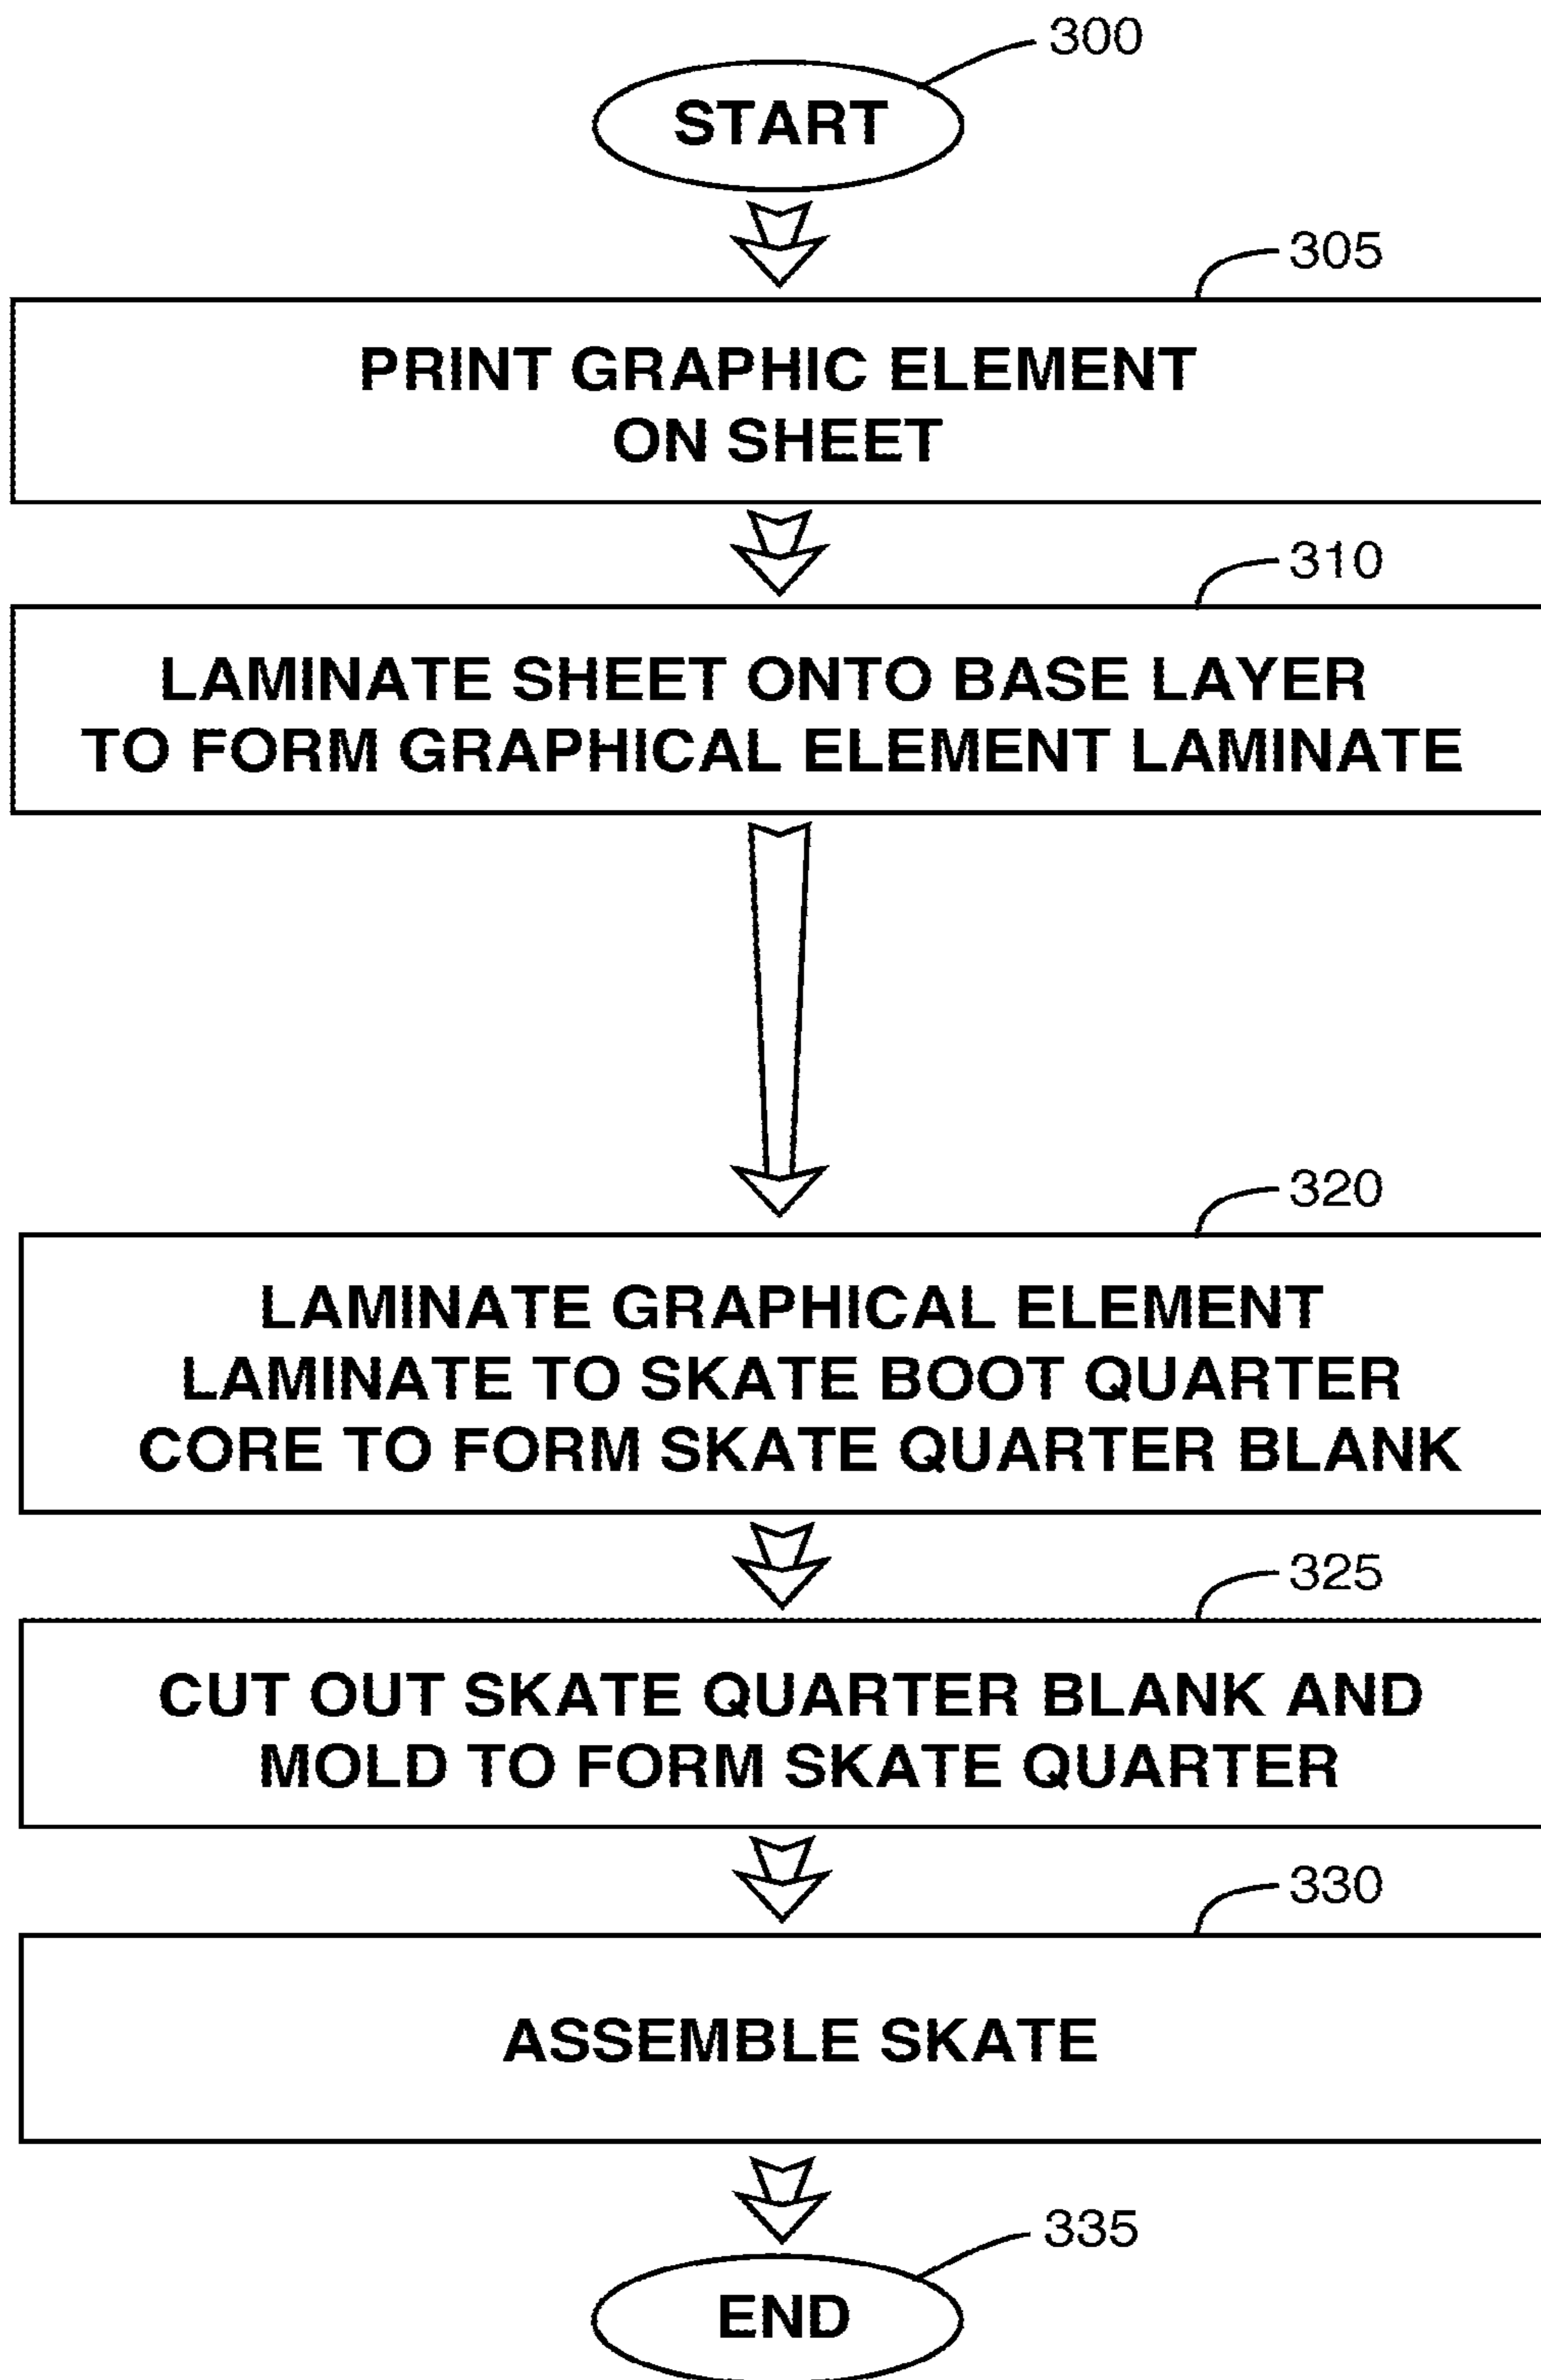 300
START
305
PRINT GRAPHIC ELEMENT
ON SHEET
310
LAMINATE SHEET ONTO BASE LAYER
TO FORM GRAPHICAL ELEMENT LAMINATE
320
LAMINATE GRAPHICAL ELEMENT
LAMINATE TO SKATE BOOT QUARTER
CORE TO FORM SKATE QUARTER BLANK
325
CUT OUT SKATE QUARTER BLANK AND
MOLD TO FORM SKATE QUARTER
330
ASSEMBLE SKATE
335
END